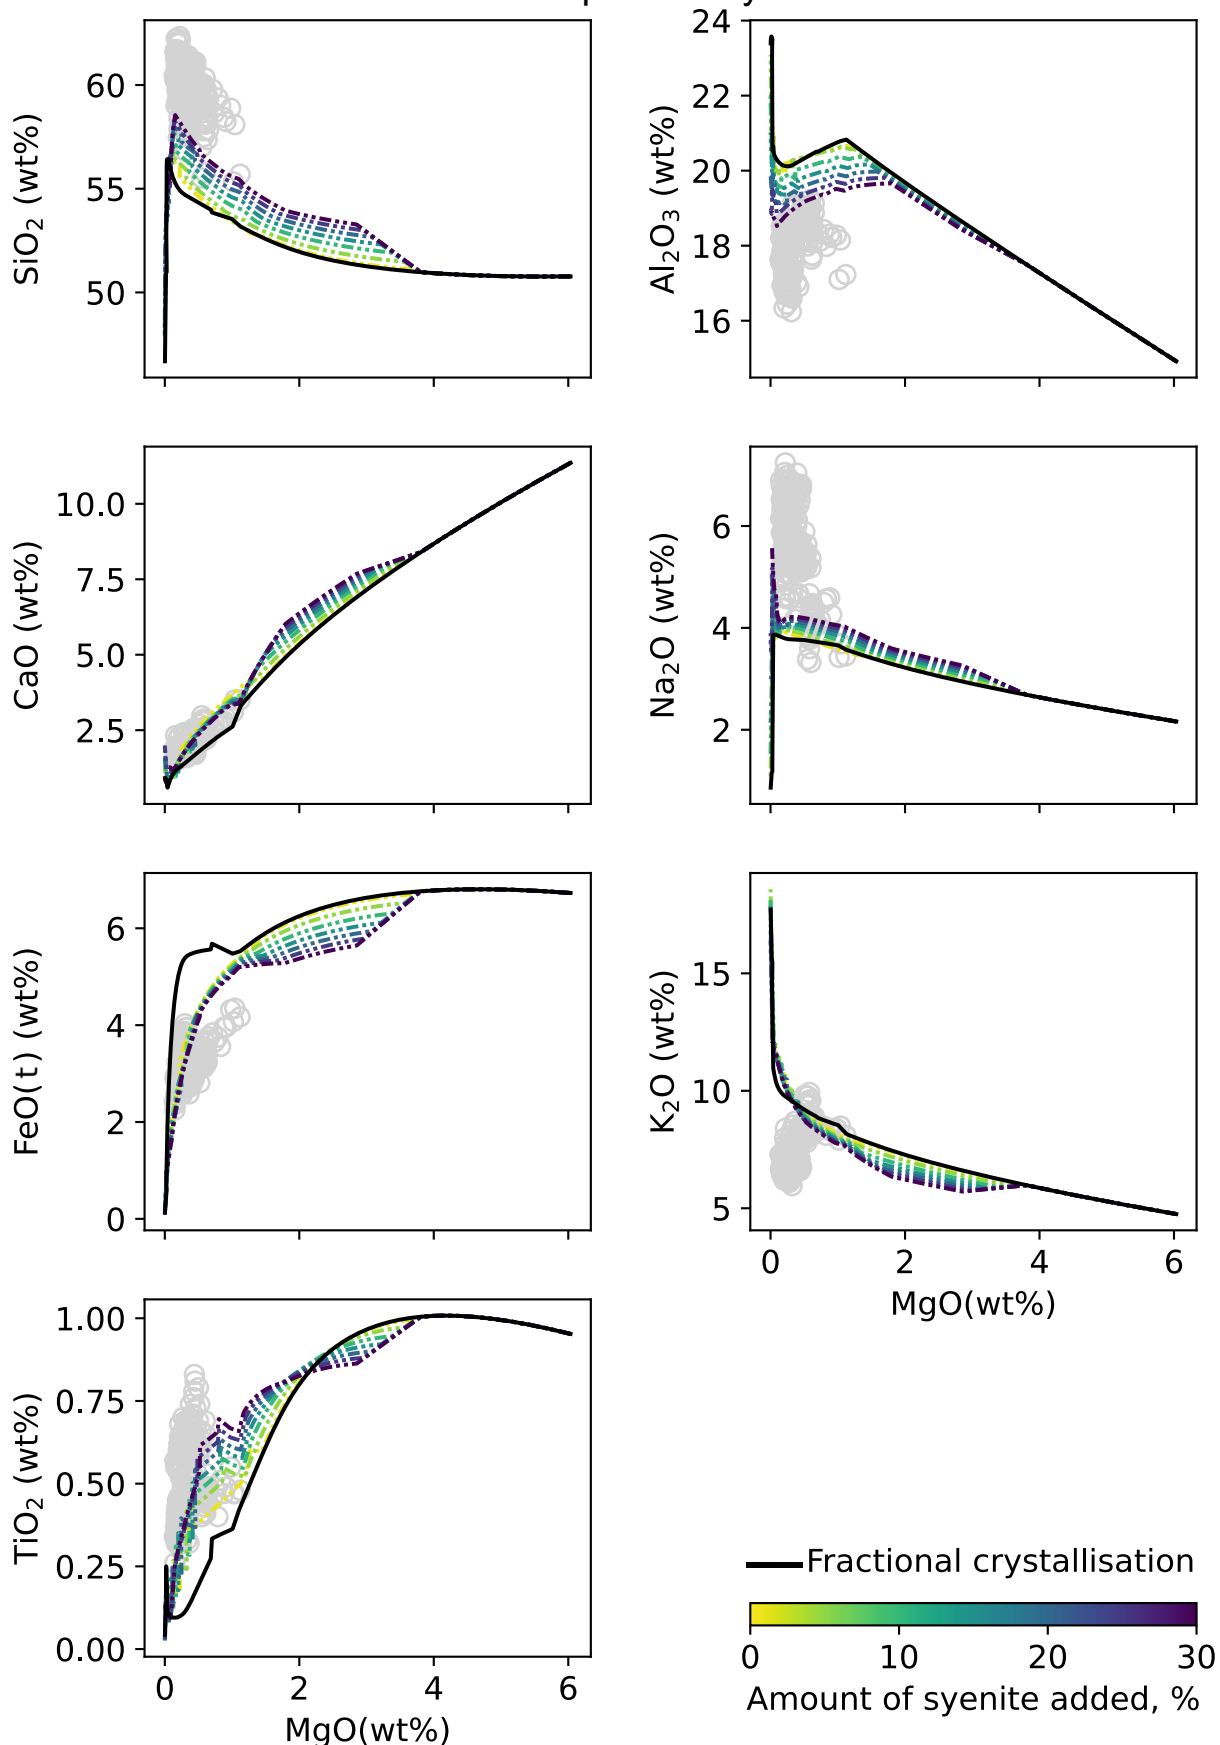 SiO2 (wt%)
60
55
50
Al2O3 (wt%)
24
22
20
18
16
CaO (wt%)
10.0
7.5
5.0
2.5
Na2O (wt%)
6
4
2
FeO(t) (wt%)
6
4
2
0
K2O (wt%)
15
10
5
0 2 4 6
MgO(wt%)
TiO2 (wt%)
1.00
0.75
0.50
0.25
0.00
0 2 4 6
MgO(wt%)
Fractional crystallisation
0 10 20 30
Amount of syenite added, %